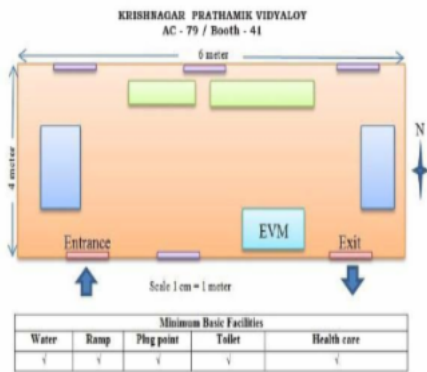 KRISHNAGAR PRATHAMIK VIDYALOY
AC - 79 / Booth - 41
6 meter
4 meter
N
EVM
Entrance
Exit
Scale 1 cm = 1 meter
Minimum Basic Facilities
Water Ramp Plug point Toilet Health care
√ √ √ √ √